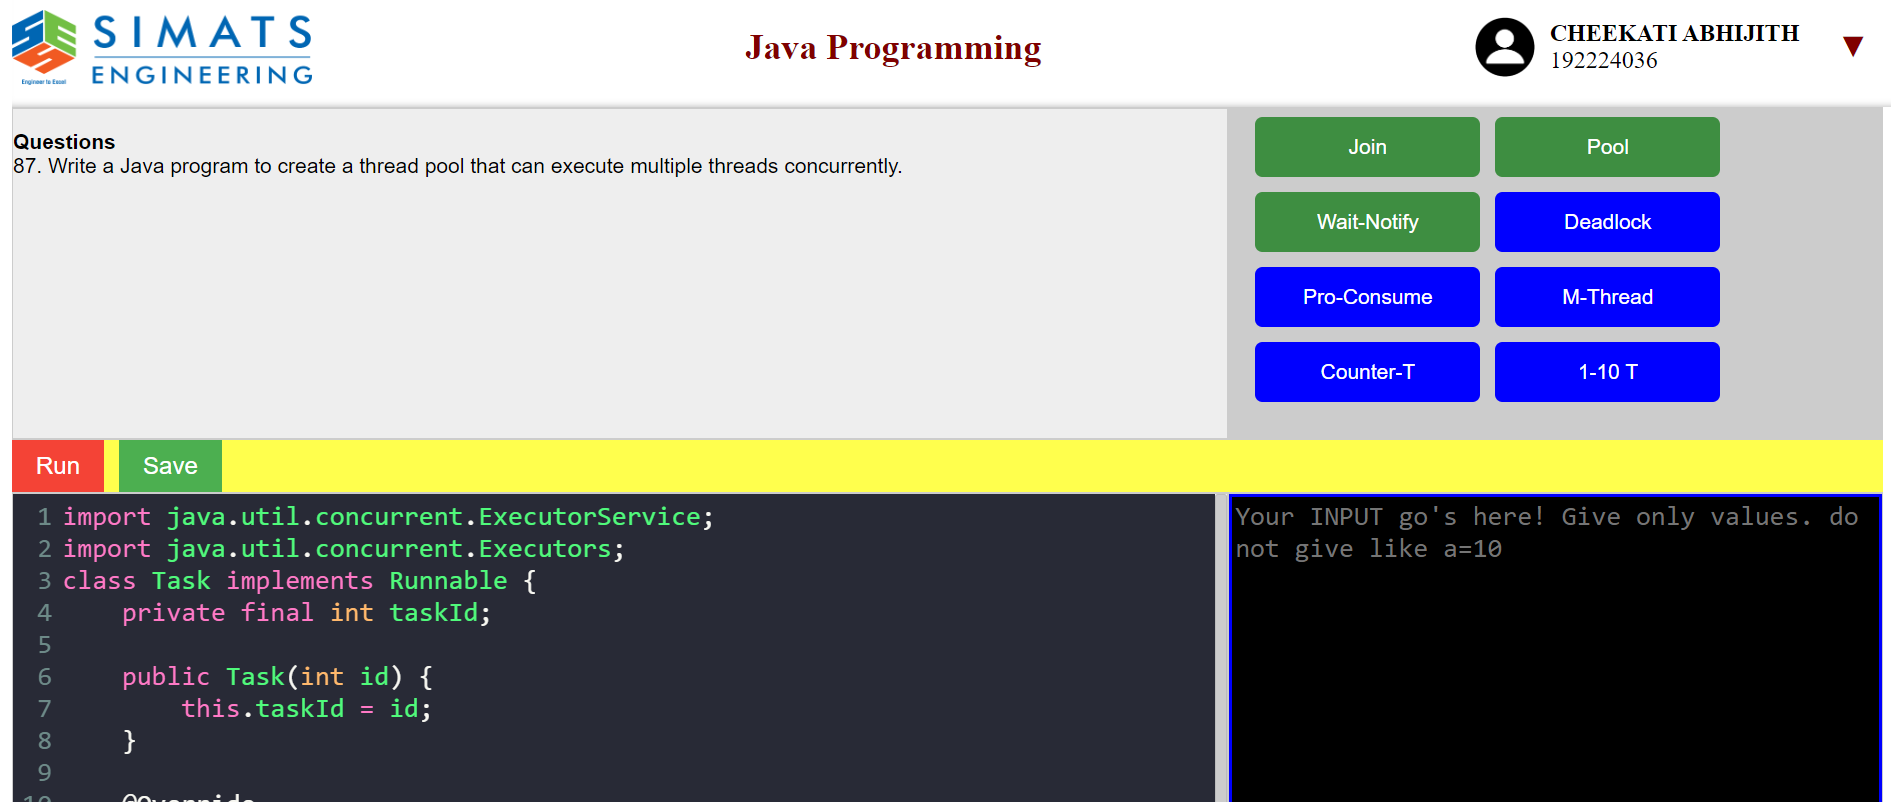 SIMATS
ENGINEERING
Engineer to Excel
Java Programming
CHEEKATI ABHIJITH
192224036
▼
Questions
87. Write a Java program to create a thread pool that can execute multiple threads concurrently.
Join
Pool
Wait-Notify
Deadlock
Pro-Consume
M-Thread
Counter-T
1-10 T
Run
Save
1 import java.util.concurrent.ExecutorService;
2 import java.util.concurrent.Executors;
3 class Task implements Runnable {
4     private final int taskId;
5
6     public Task(int id) {
7         this.taskId = id;
8     }
9
10     @Override
Your INPUT go's here! Give only values. do
not give like a=10